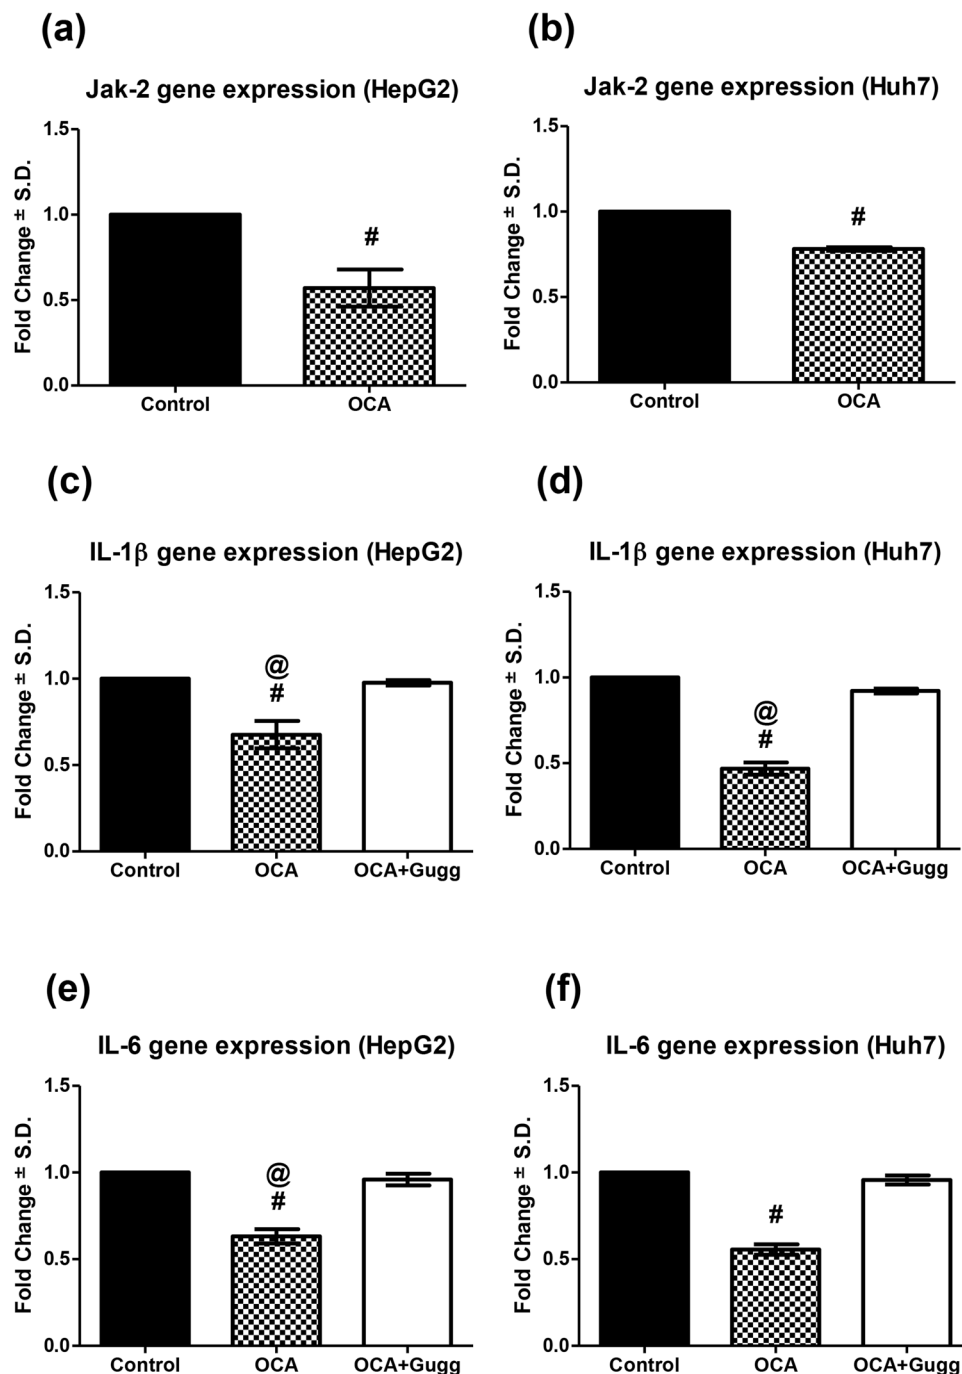 (a)
Jak-2 gene expression (HepG2)
Fold Change ± S.D.
1.5
1.0
0.5
0.0
#
Control
OCA
(b)
Jak-2 gene expression (Huh7)
Fold Change ± S.D.
1.5
1.0
0.5
0.0
#
Control
OCA
(c)
IL-1β gene expression (HepG2)
Fold Change ± S.D.
1.5
1.0
0.5
0.0
@
#
Control
OCA
OCA+Gugg
(d)
IL-1β gene expression (Huh7)
Fold Change ± S.D.
1.5
1.0
0.5
0.0
@
#
Control
OCA
OCA+Gugg
(e)
IL-6 gene expression (HepG2)
Fold Change ± S.D.
1.5
1.0
0.5
0.0
@
#
Control
OCA
OCA+Gugg
(f)
IL-6 gene expression (Huh7)
Fold Change ± S.D.
1.5
1.0
0.5
0.0
#
Control
OCA
OCA+Gugg